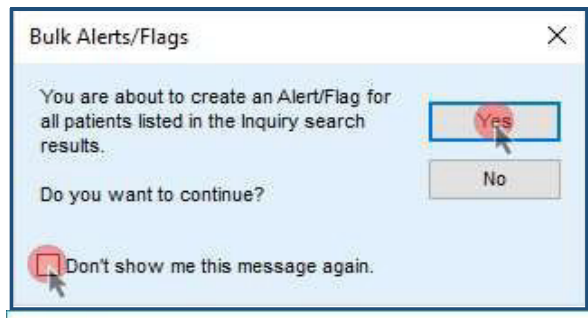 Bulk Alerts/Flags
You are about to create an Alert/Flag for
all patients listed in the Inquiry search
results.
Do you want to continue?
Yes
No
Don't show me this message again.